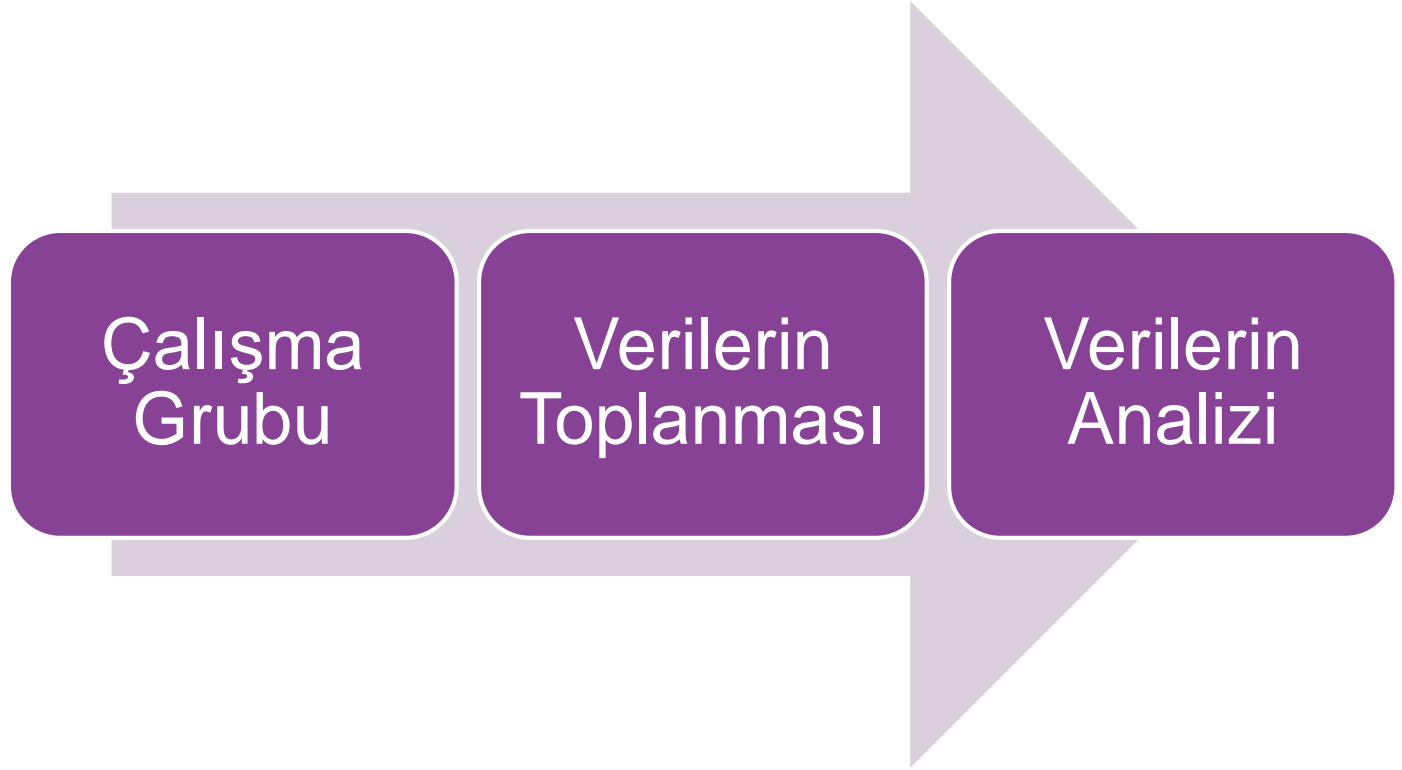 Çalışma
Grubu
Verilerin
Toplanması
Verilerin
Analizi